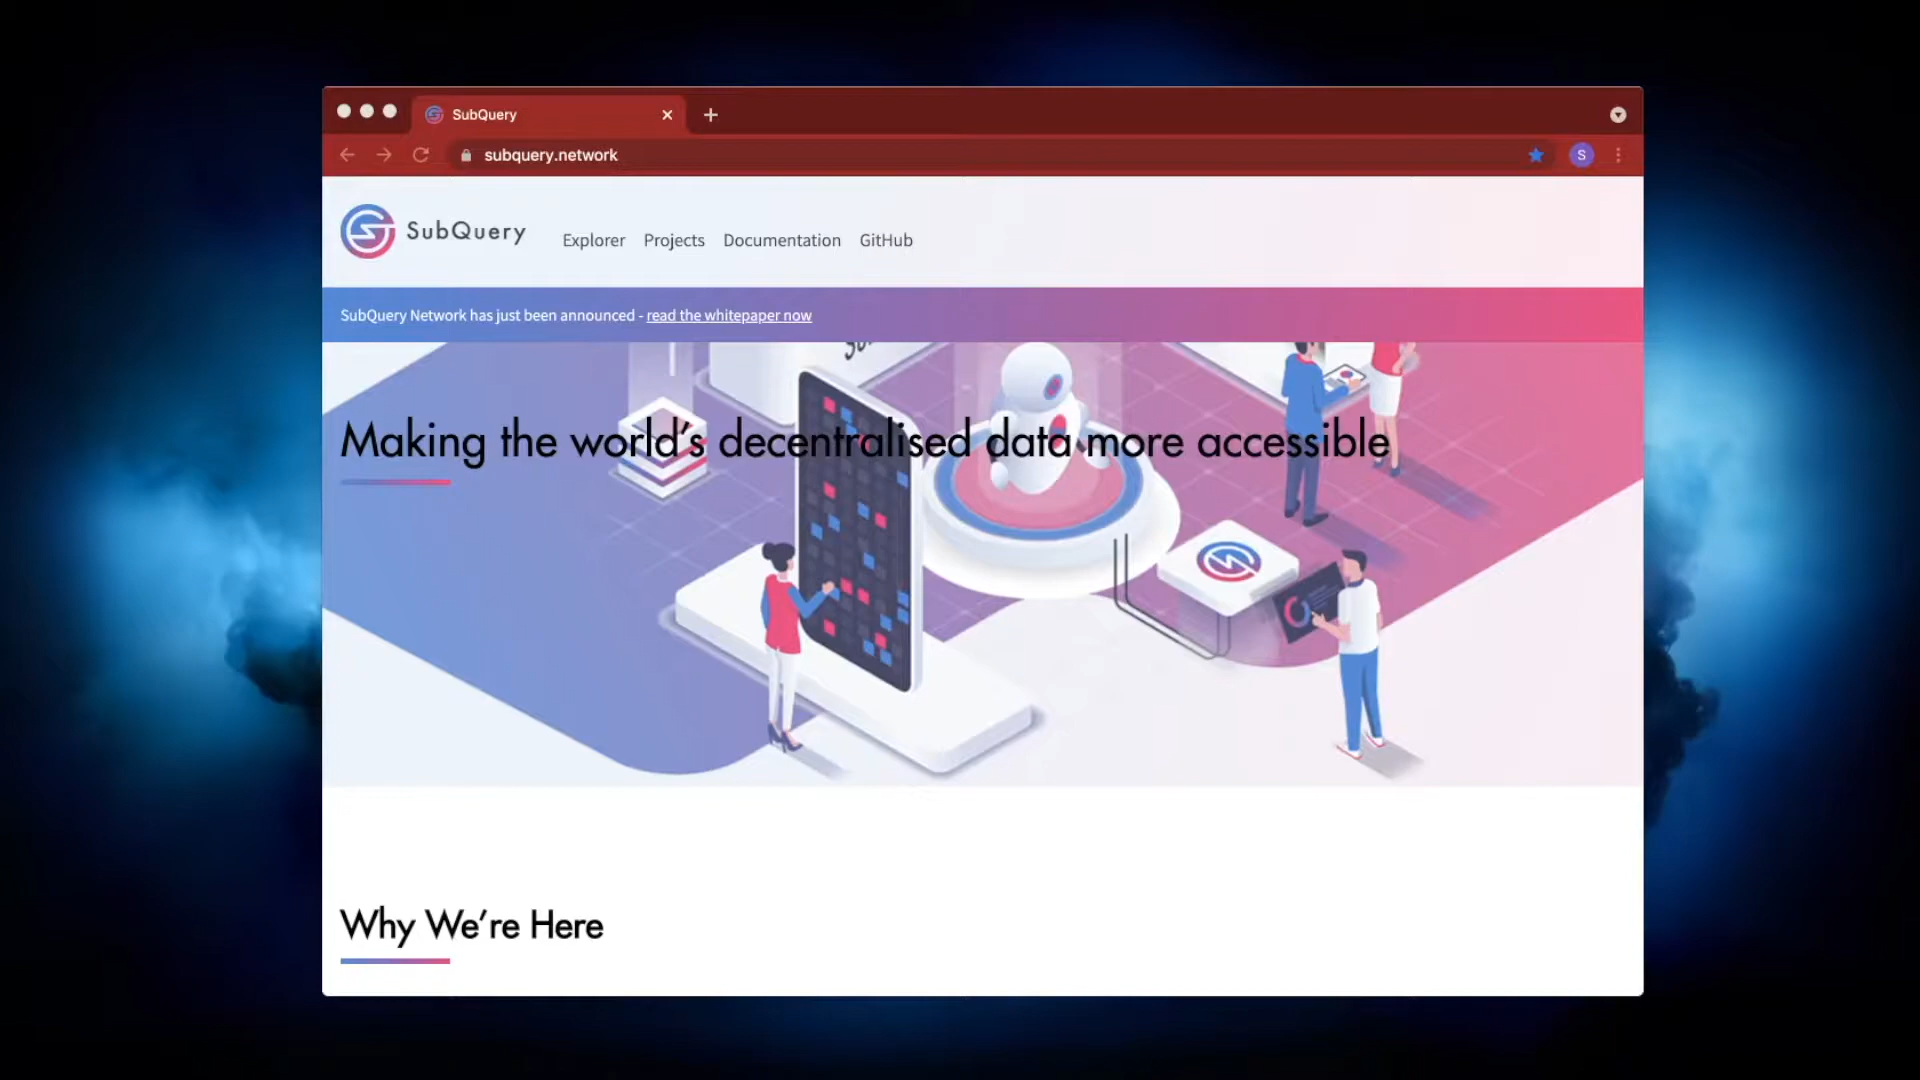 SubQuery
subquery.network
S
SubQuery
Explorer Projects Documentation GitHub
SubQuery Network has just been announced - read the whitepaper now
Making the world's decentralised data more accessible
Why We're Here